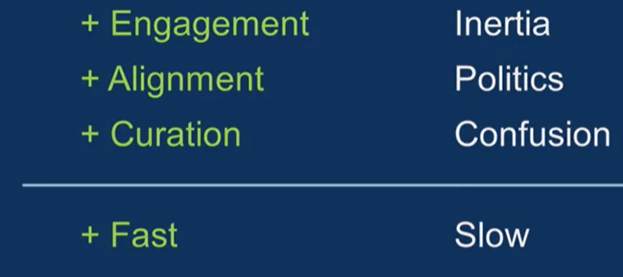 + Engagement Inertia
+ Alignment Politics
+ Curation Confusion
+ Fast Slow